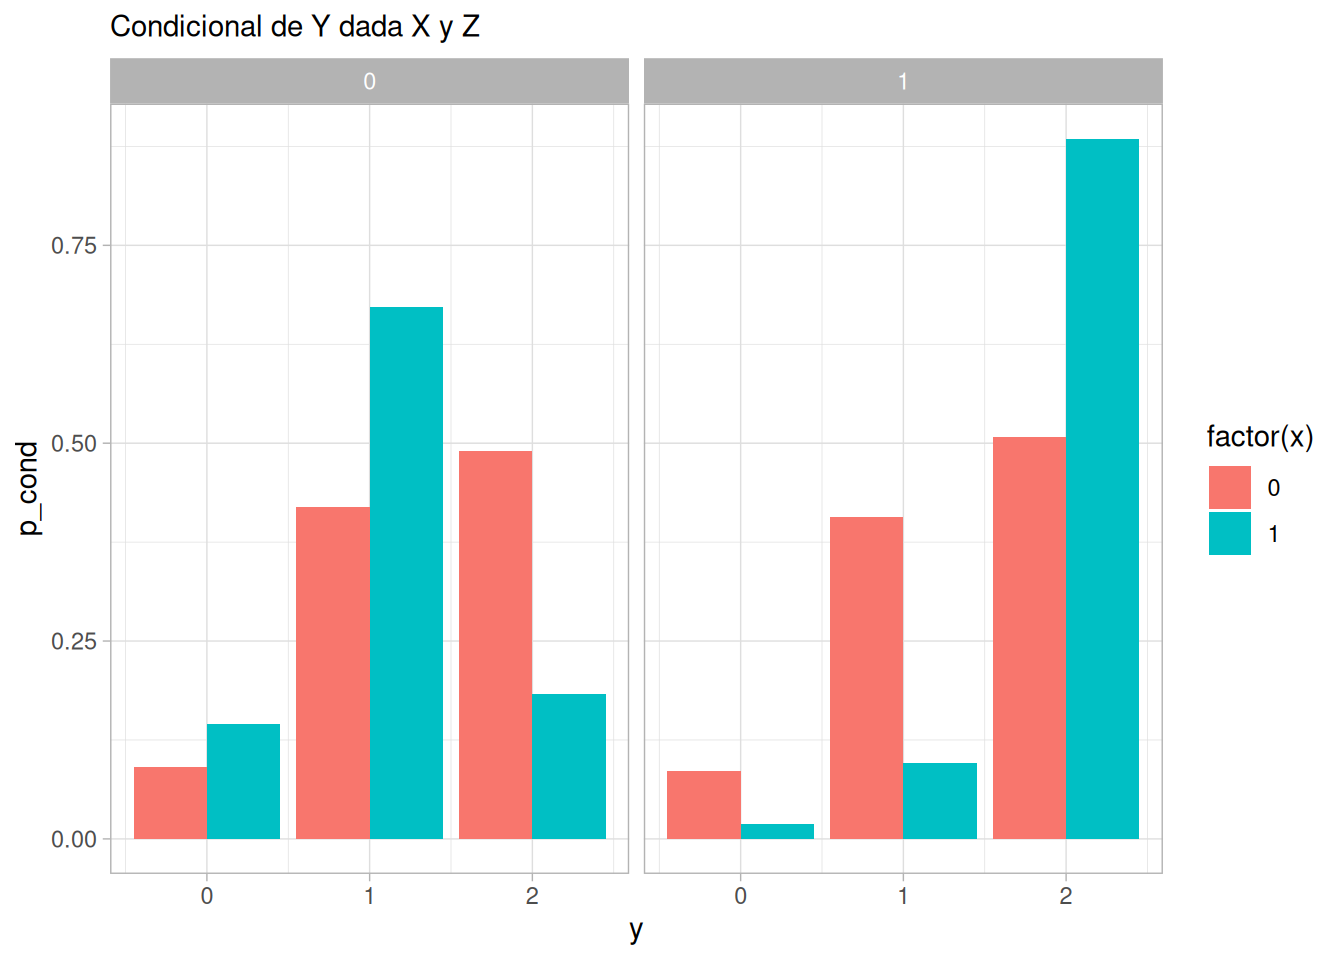 Condicional de Y dada X y Z
0 1
0.75
0.50
0.25
0.00
p_cond
0 1 2 0 1 2
y
factor(x)
0
1